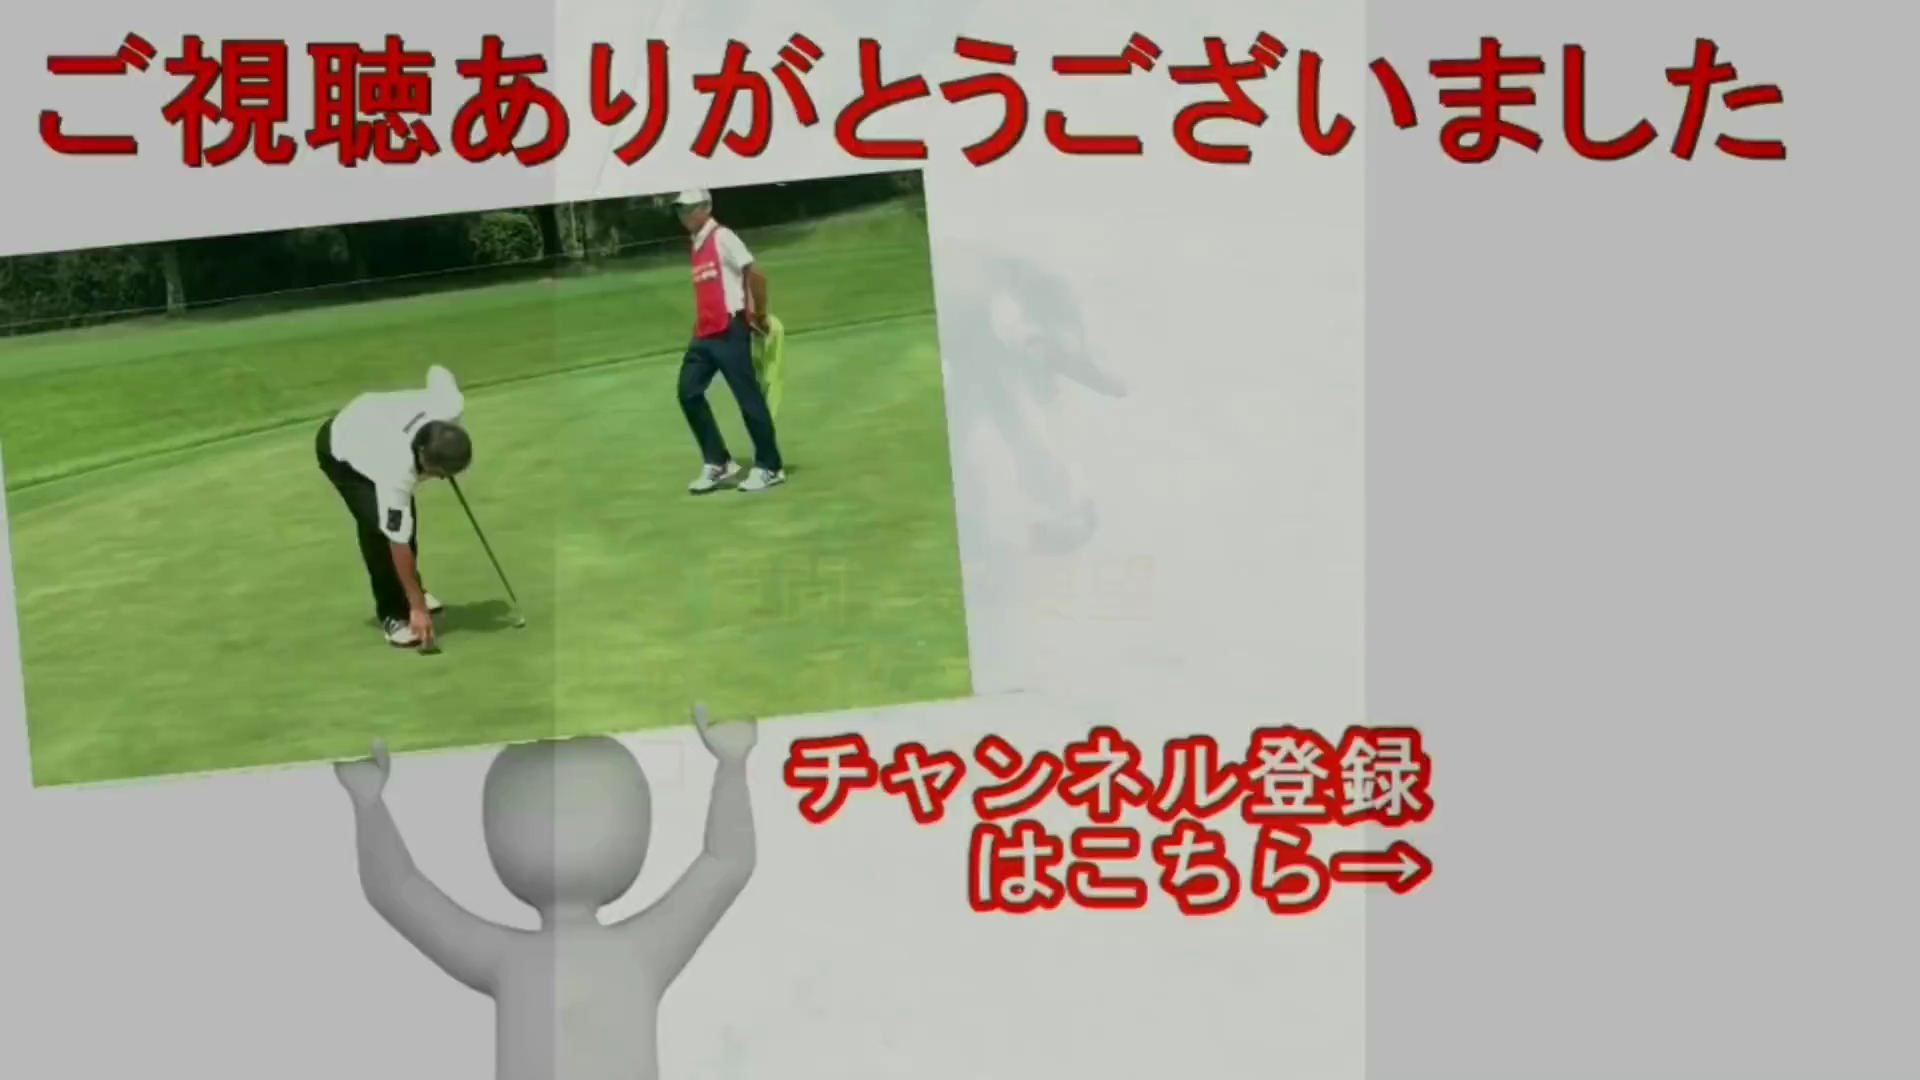 ご視聴ありがとうございました
チャンネル登録
はこちら→